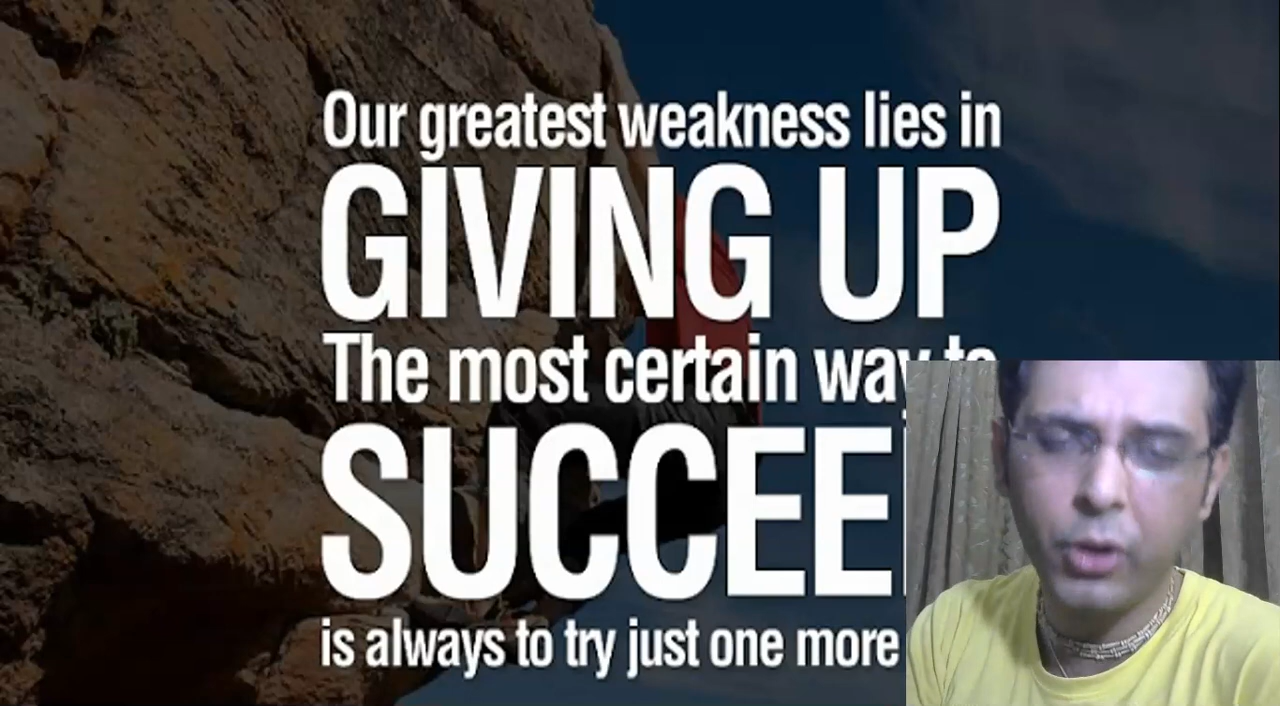 Our greatest weakness lies in
GIVING UP
The most certain way to
SUCCEE
is always to try just one more